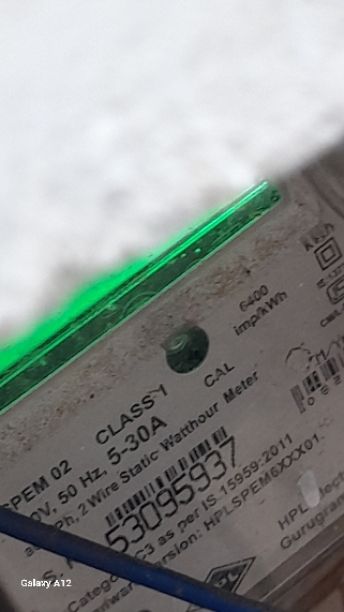 6400
imp/kWh
CAL
CLASS 1
SPEM 02
0V, 50 Hz, 5-30A
Ph, 2 Wire Static Watthour Meter
53095937
C3 as per IS 15959-2011
Version: HPLSPEM6XXX01
HPL
Gurugram
Galaxy A12